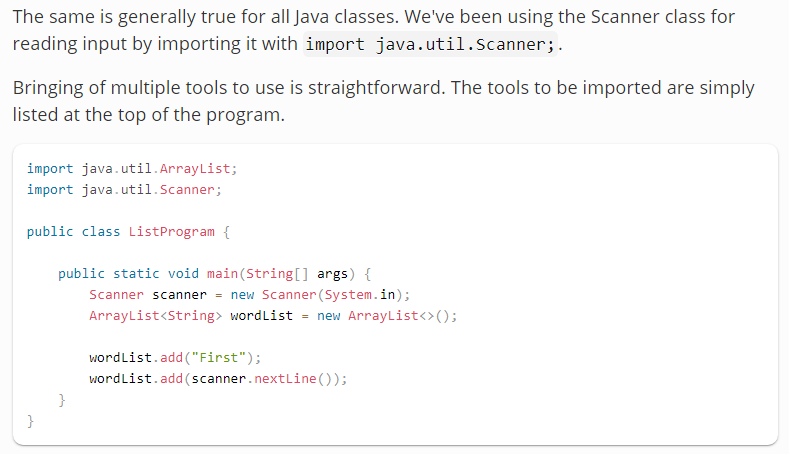 The same is generally true for all Java classes. We've been using the Scanner class for
reading input by importing it with import java.util.Scanner;.
Bringing of multiple tools to use is straightforward. The tools to be imported are simply
listed at the top of the program.
import java.util.ArrayList;
import java.util.Scanner;
public class ListProgram {
    public static void main(String[] args) {
        Scanner scanner = new Scanner(System.in);
        ArrayList<String> wordList = new ArrayList<>();
        wordList.add("First");
        wordList.add(scanner.nextLine());
    }
}